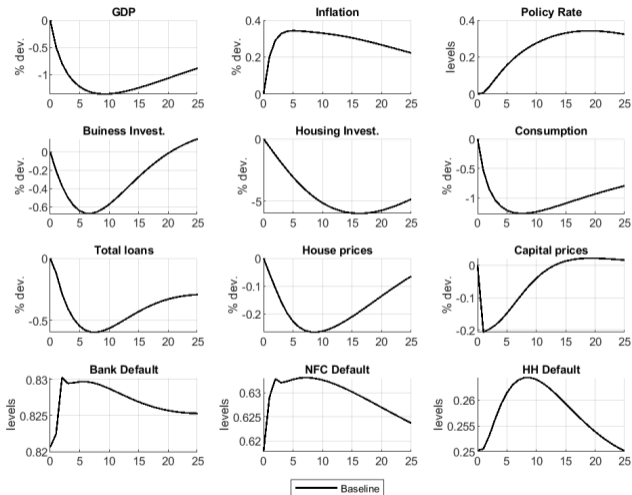 GDP
Inflation
Policy Rate
0
-0.5
-1
% dev.
0 5 10 15 20 25
0.4
0.2
0
% dev.
0 5 10 15 20 25
0.4
0.2
0
levels
0 5 10 15 20 25
Buiness Invest.
Housing Invest.
Consumption
0
-0.2
-0.4
-0.6
% dev.
0 5 10 15 20 25
0
-5
% dev.
0 5 10 15 20 25
0
-0.5
-1
% dev.
0 5 10 15 20 25
Total loans
House prices
Capital prices
0
-0.5
% dev.
0 5 10 15 20 25
0
-0.1
-0.2
% dev.
0 5 10 15 20 25
0
-0.1
-0.2
% dev.
0 5 10 15 20 25
Bank Default
NFC Default
HH Default
0.83
0.825
0.82
levels
0 5 10 15 20 25
0.63
0.625
0.62
levels
0 5 10 15 20 25
0.26
0.255
0.25
levels
0 5 10 15 20 25
Baseline